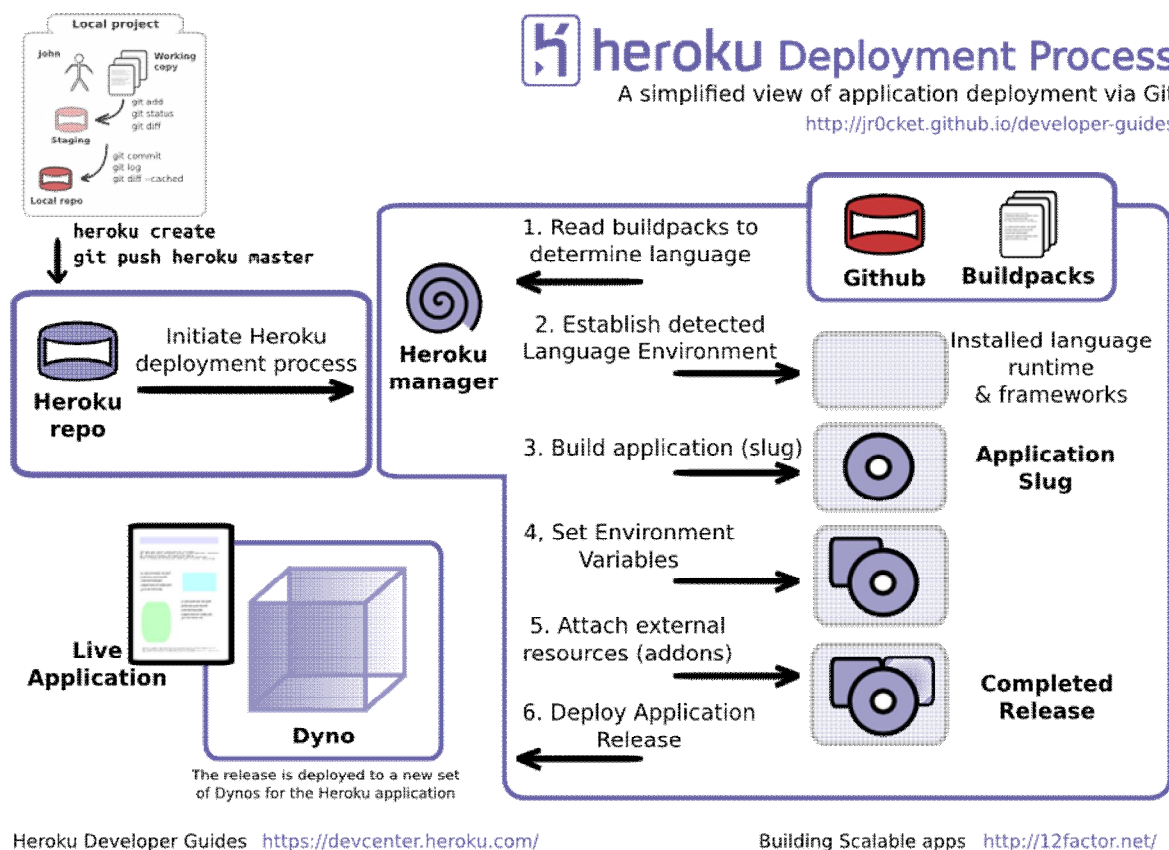 Local project
John
Working
copy
git add
git status
git diff
Staging
git commit
git log
git diff --cached
Local repo
heroku Deployment Process
A simplified view of application deployment via Git
http://jr0cket.github.io/developer-guides
heroku create
git push heroku master
Heroku
repo
Initiate Heroku
deployment process
Heroku
manager
Github
Buildpacks
1. Read buildpacks to
determine language
2. Establish detected
Language Environment
Installed language
runtime
& frameworks
3. Build application (slug)
Application
Slug
4, Set Environment
Variables
5. Attach external
resources (addons)
Completed
Release
6. Deploy Application
Release
Live
Application
Dyno
The release is deployed to a new set
of Dynos for the Heroku application
Heroku Developer Guides https://devcenter.heroku.com/
Building Scalable apps http://12factor.net/